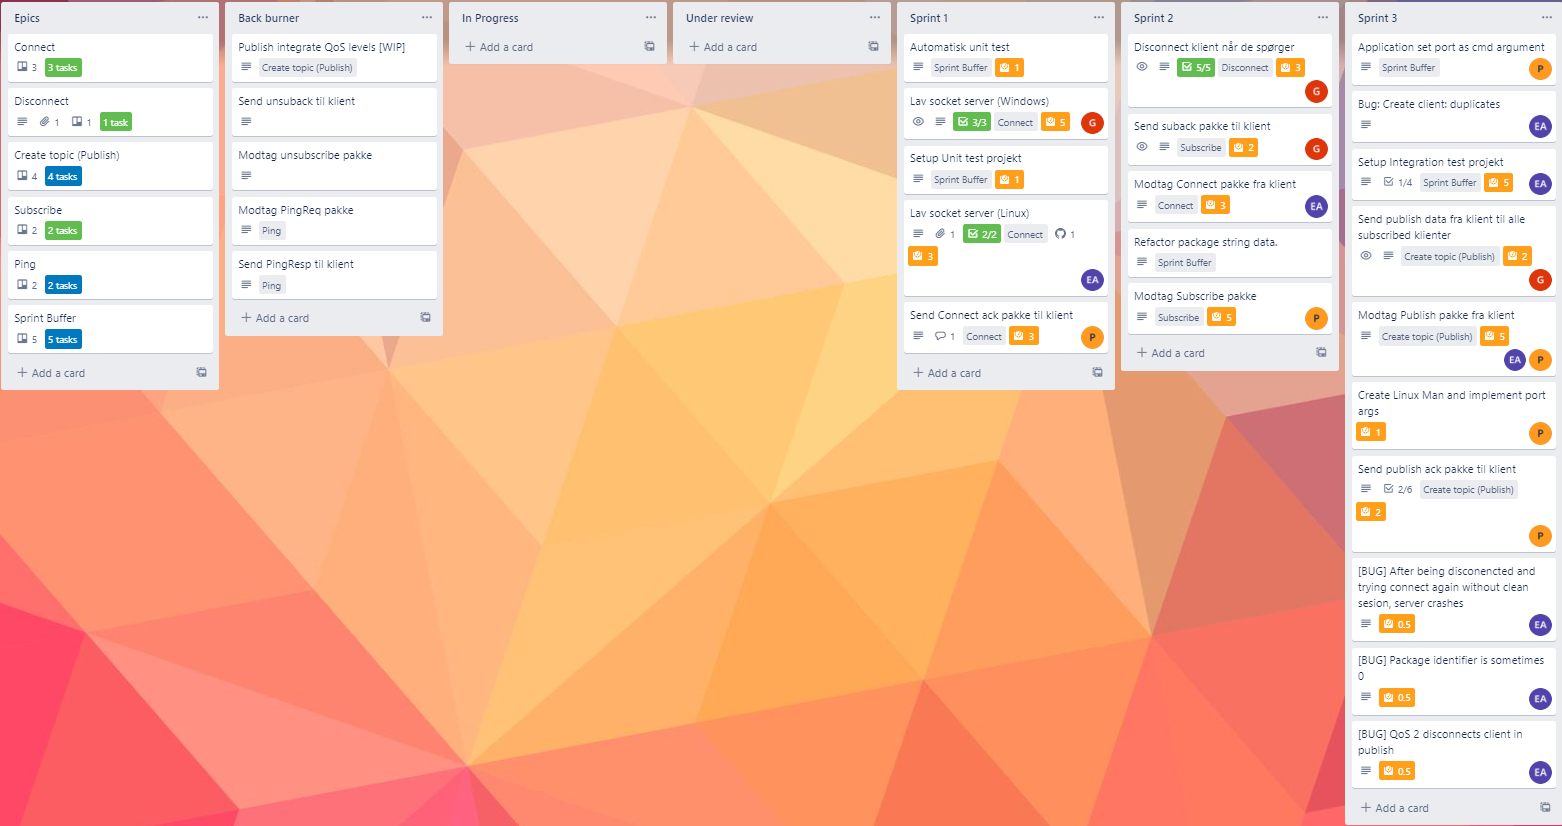 Epics
Connect
3 3 tasks
Disconnect
1 1 1 task
Create topic (Publish)
4 4 tasks
Subscribe
2 2 tasks
Ping
2 2 tasks
Sprint Buffer
5 5 tasks
+ Add a card
Back burner
Publish integrate QoS levels [WIP]
Create topic (Publish)
Send unsuback til klient
Modtag unsubscribe pakke
Modtag PingReq pakke
Ping
Send PingResp til klient
Ping
+ Add a card
In Progress
+ Add a card
Under review
+ Add a card
Sprint 1
Automatisk unit test
Sprint Buffer 1
Lav socket server (Windows)
3/3 Connect 5 G
Setup Unit test projekt
Sprint Buffer 1
Lav socket server (Linux)
1 2/2 Connect 1
3
EA
Send Connect ack pakke til klient
1 Connect 3 P
+ Add a card
Sprint 2
Disconnect klient når de spørger
5/5 Disconnect 3
G
Send suback pakke til klient
Subscribe 2 G
Modtag Connect pakke fra klient
Connect 3 EA
Refactor package string data.
Sprint Buffer
Modtag Subscribe pakke
Subscribe 5 P
+ Add a card
Sprint 3
Application set port as cmd argument
Sprint Buffer P
Bug: Create client: duplicates
EA
Setup Integration test projekt
1/4 Sprint Buffer 5 EA
Send publish data fra klient til alle
subscribed klienter
Create topic (Publish) 2
G
Modtag Publish pakke fra klient
Create topic (Publish) 5
EA P
Create Linux Man and implement port
args
1 P
Send publish ack pakke til klient
2/6 Create topic (Publish)
2
P
[BUG] After being disconencted and
trying connect again without clean
sesion, server crashes
0.5 EA
[BUG] Package identifier is sometimes
0
0.5 EA
[BUG] QoS 2 disconnects client in
publish
0.5 EA
+ Add a card